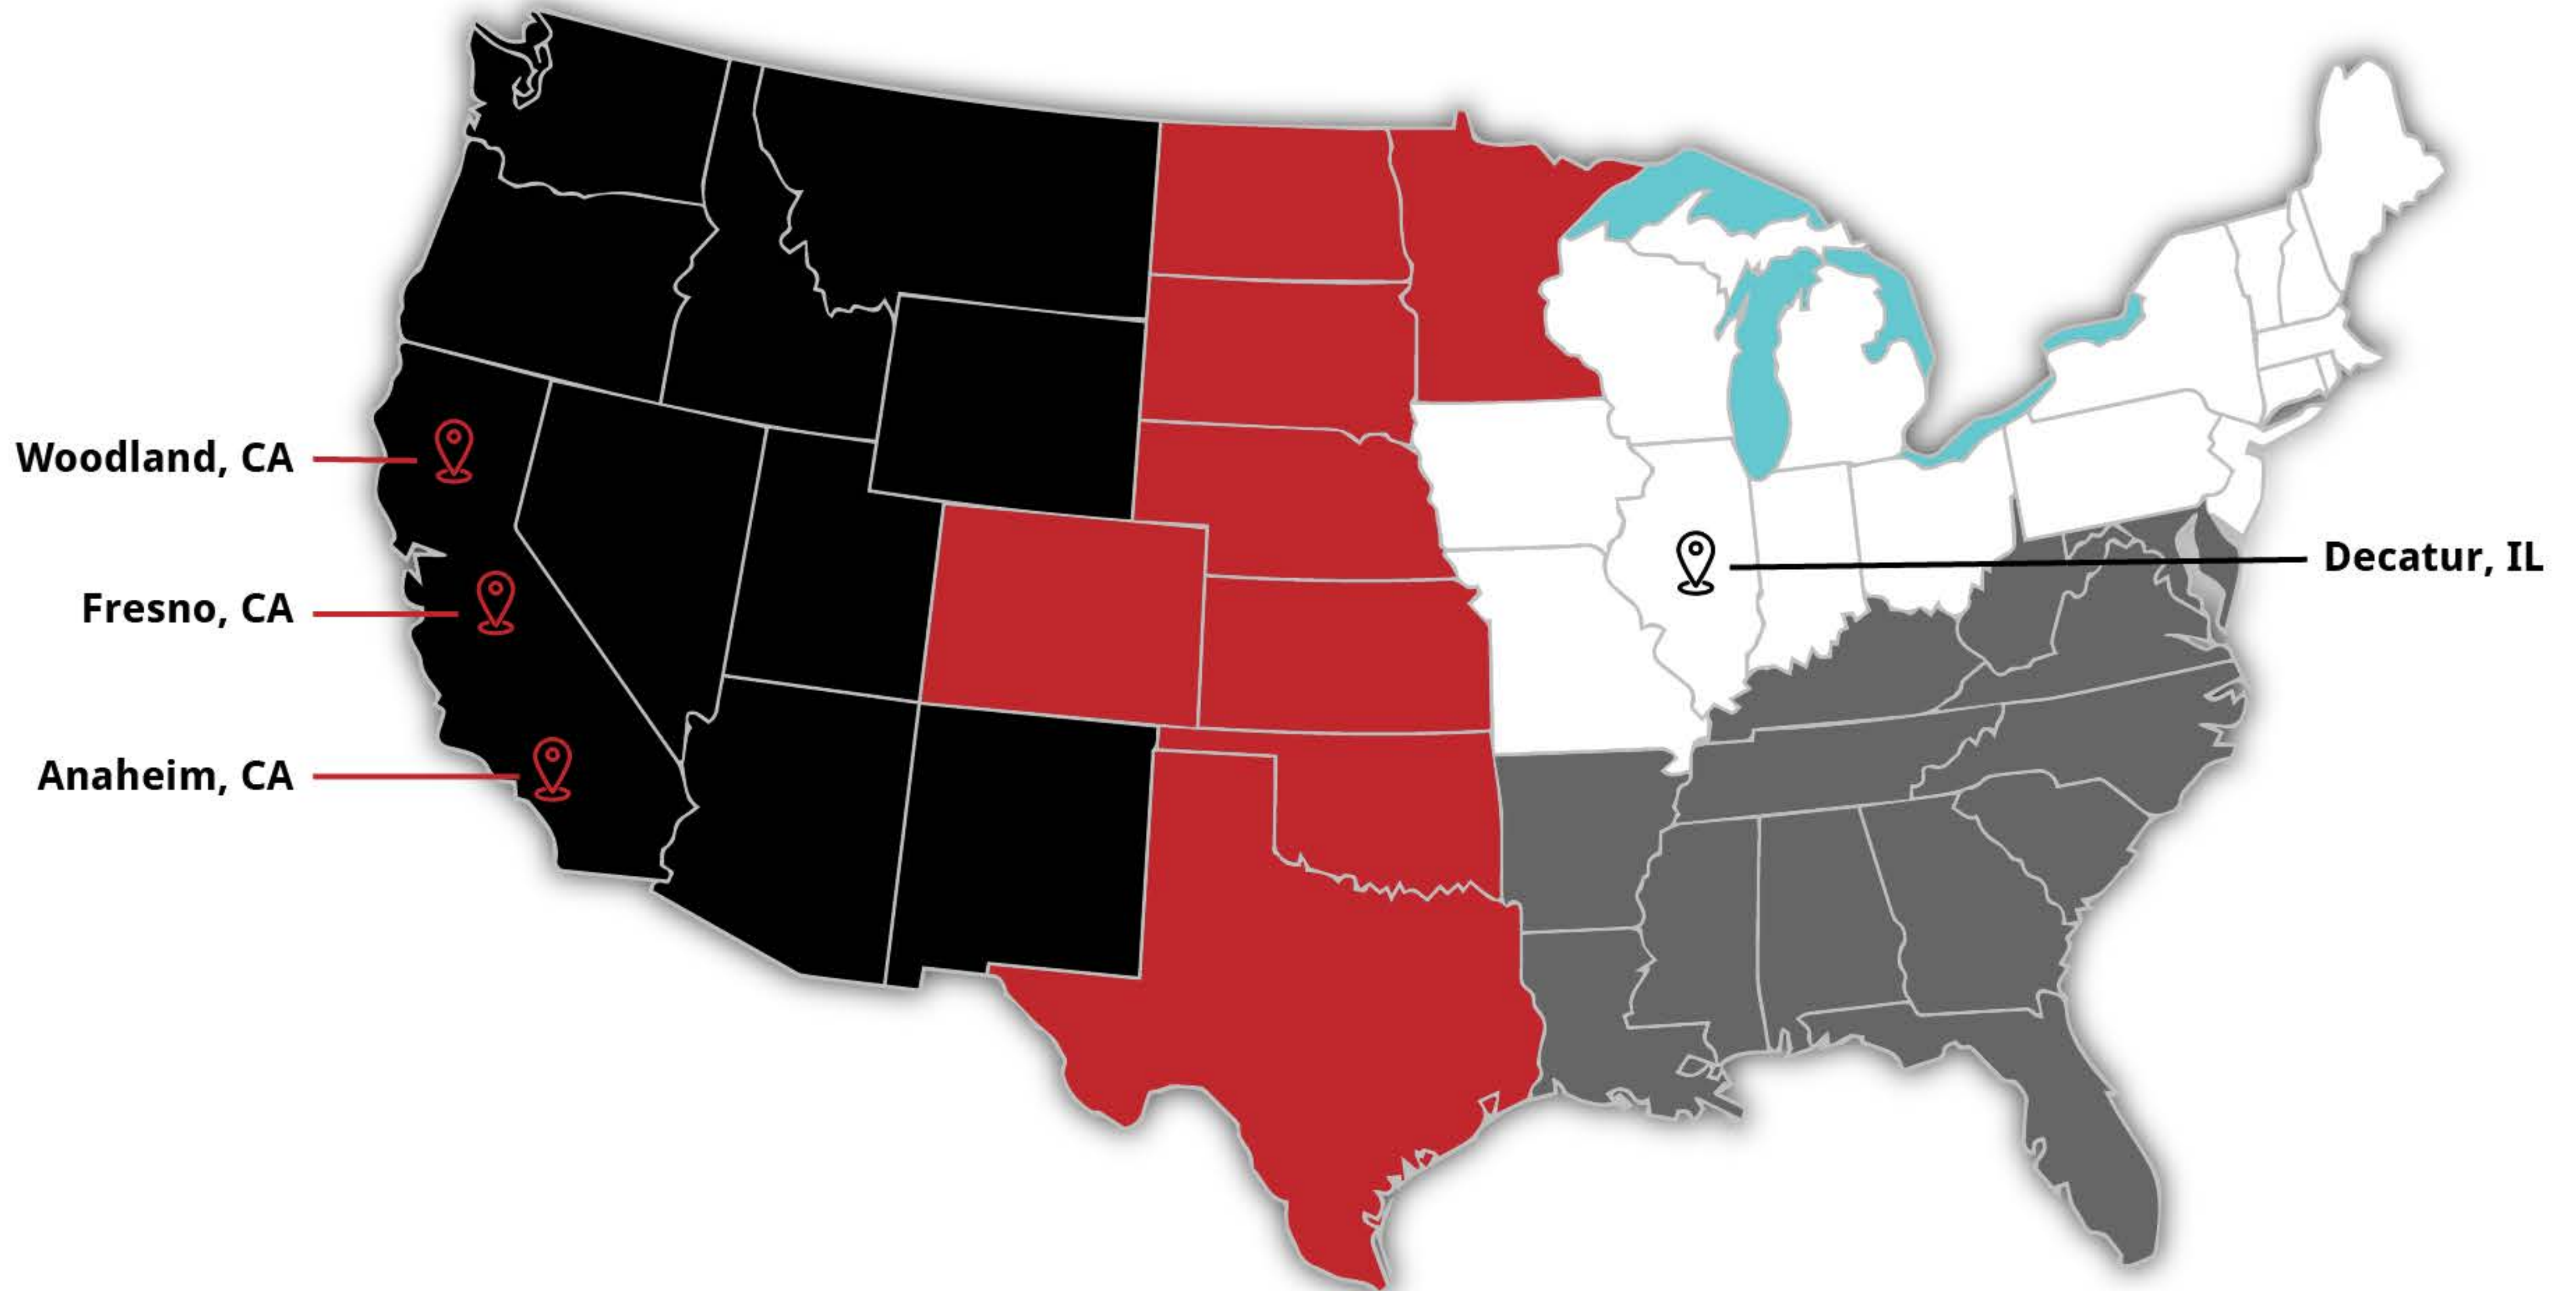 Woodland, CA
Decatur, IL
Fresno, CA
Anaheim, CA